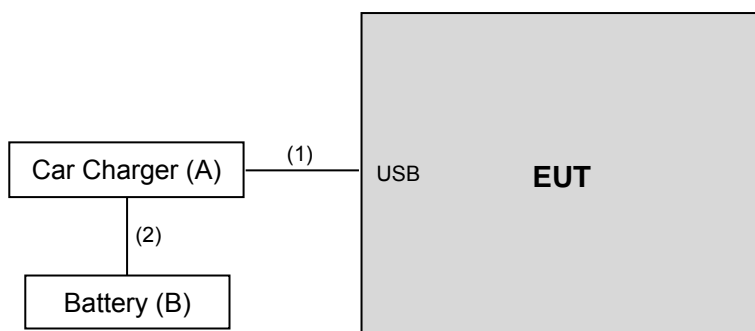 (1)
Car Charger (A)
USB
EUT
(2)
Battery (B)